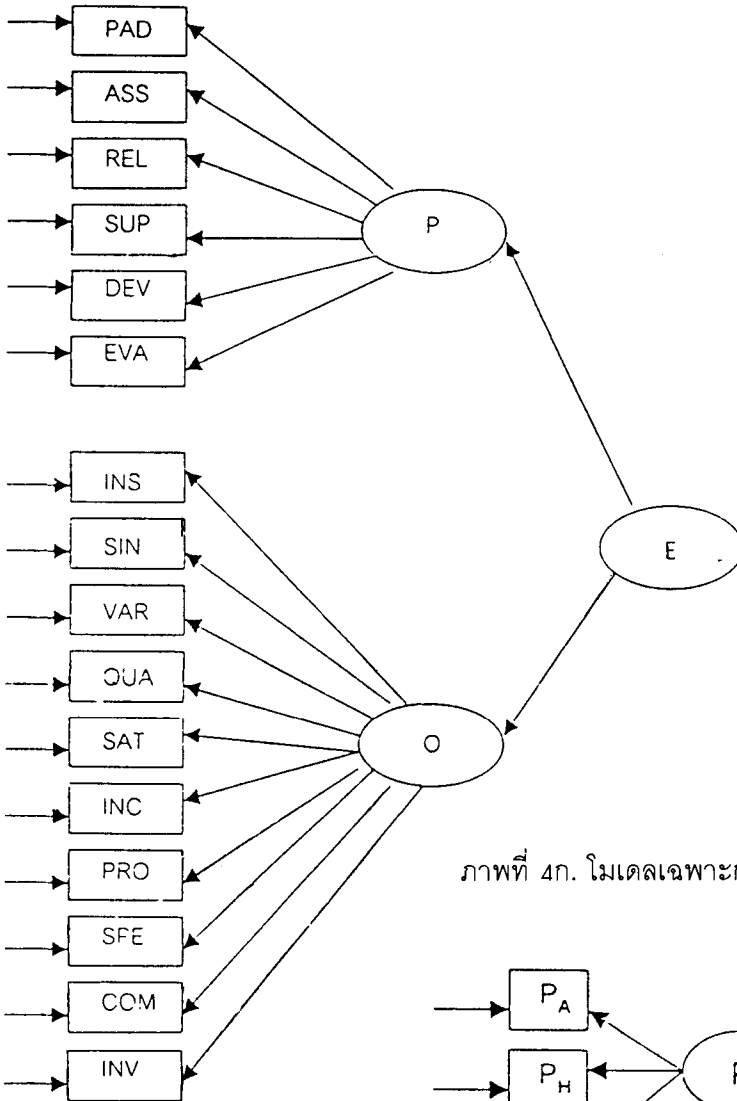 PAD
ASS
REL
SUP
DEV
EVA
P
INS
SIN
VAR
QUA
SAT
INC
PRO
SFE
COM
INV
E
O
ภาพที่ 4ก. โมเดลเฉพาะ
P_A
P_H